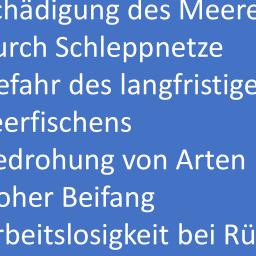 chädigung des Meere
urch Schleppnetze
efahr des langfristige
eerfischens
edrohung von Arten
oher Beifang
rbeitslosigkeit bei Rü